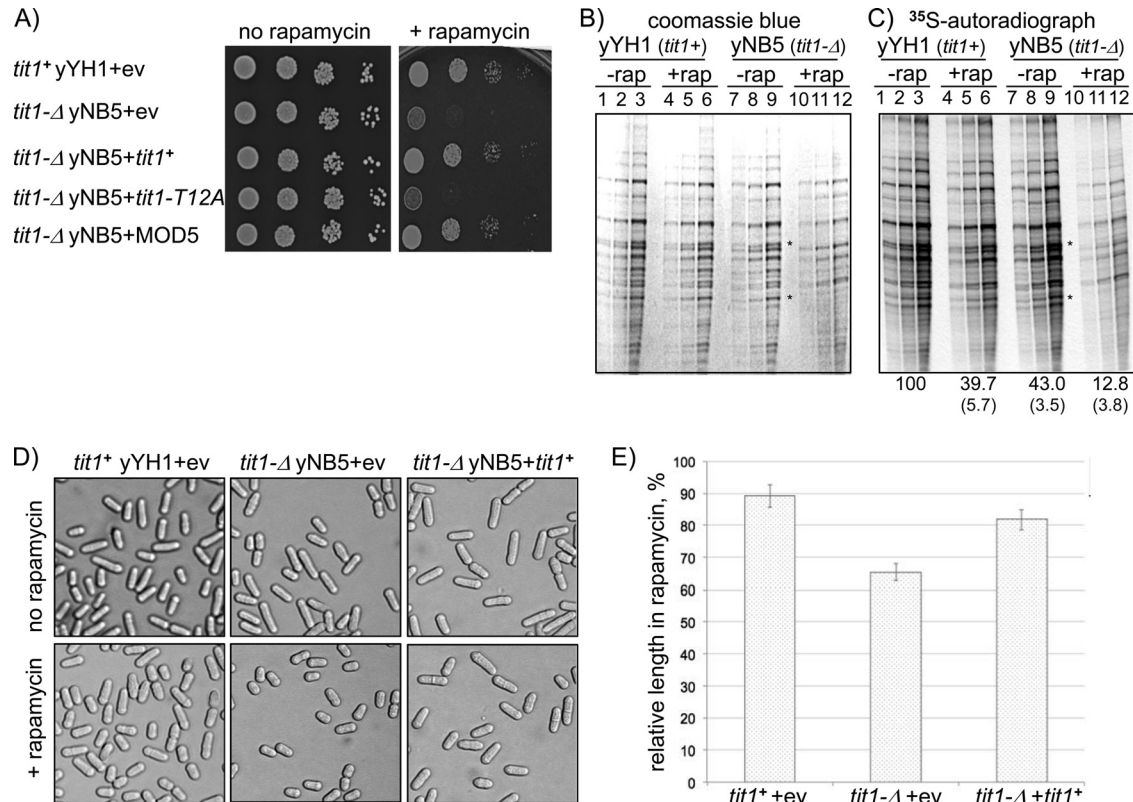 A)
no rapamycin + rapamycin
tit1⁺ yYH1+ev
tit1-Δ yNB5+ev
tit1-Δ yNB5+tit1⁺
tit1-Δ yNB5+tit1-T12A
tit1-Δ yNB5+MOD5
B) coomassie blue
yYH1 (tit1+) yNB5 (tit1-Δ)
-rap +rap -rap +rap
1 2 3 4 5 6 7 8 9 10 11 12
*
*
C) ³⁵S-autoradiograph
yYH1 (tit1+) yNB5 (tit1-Δ)
-rap +rap -rap +rap
1 2 3 4 5 6 7 8 9 10 11 12
*
*
100 39.7 43.0 12.8
(5.7) (3.5) (3.8)
D) tit1⁺ yYH1+ev tit1-Δ yNB5+ev tit1-Δ yNB5+tit1⁺
no rapamycin
+ rapamycin
E)
relative length in rapamycin, %
100
90
80
70
60
50
40
30
20
10
0
tit1⁺ +ev tit1-Δ +ev tit1-Δ +tit1⁺